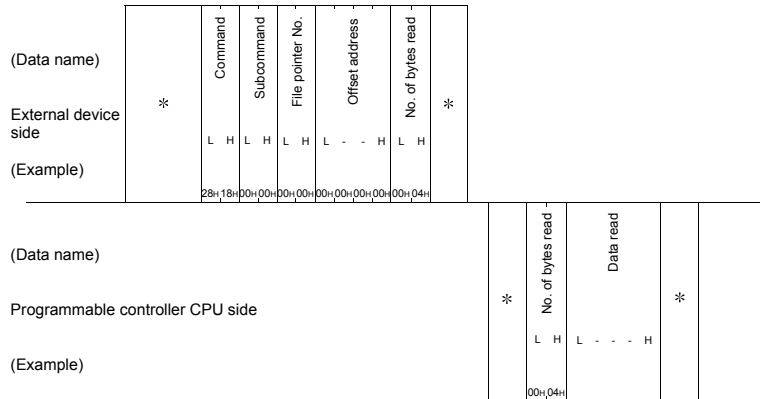 (Data name)
External device side
(Example)
*
Command
Subcommand
File pointer No.
Offset address
No. of bytes read
*
L H L H L H L - - H L H
28H 18H 00H 00H 00H 00H 00H 00H 00H 00H 00H 04H
(Data name)
Programmable controller CPU side
(Example)
*
No. of bytes read
Data read
*
L H L - - - H
00H 04H